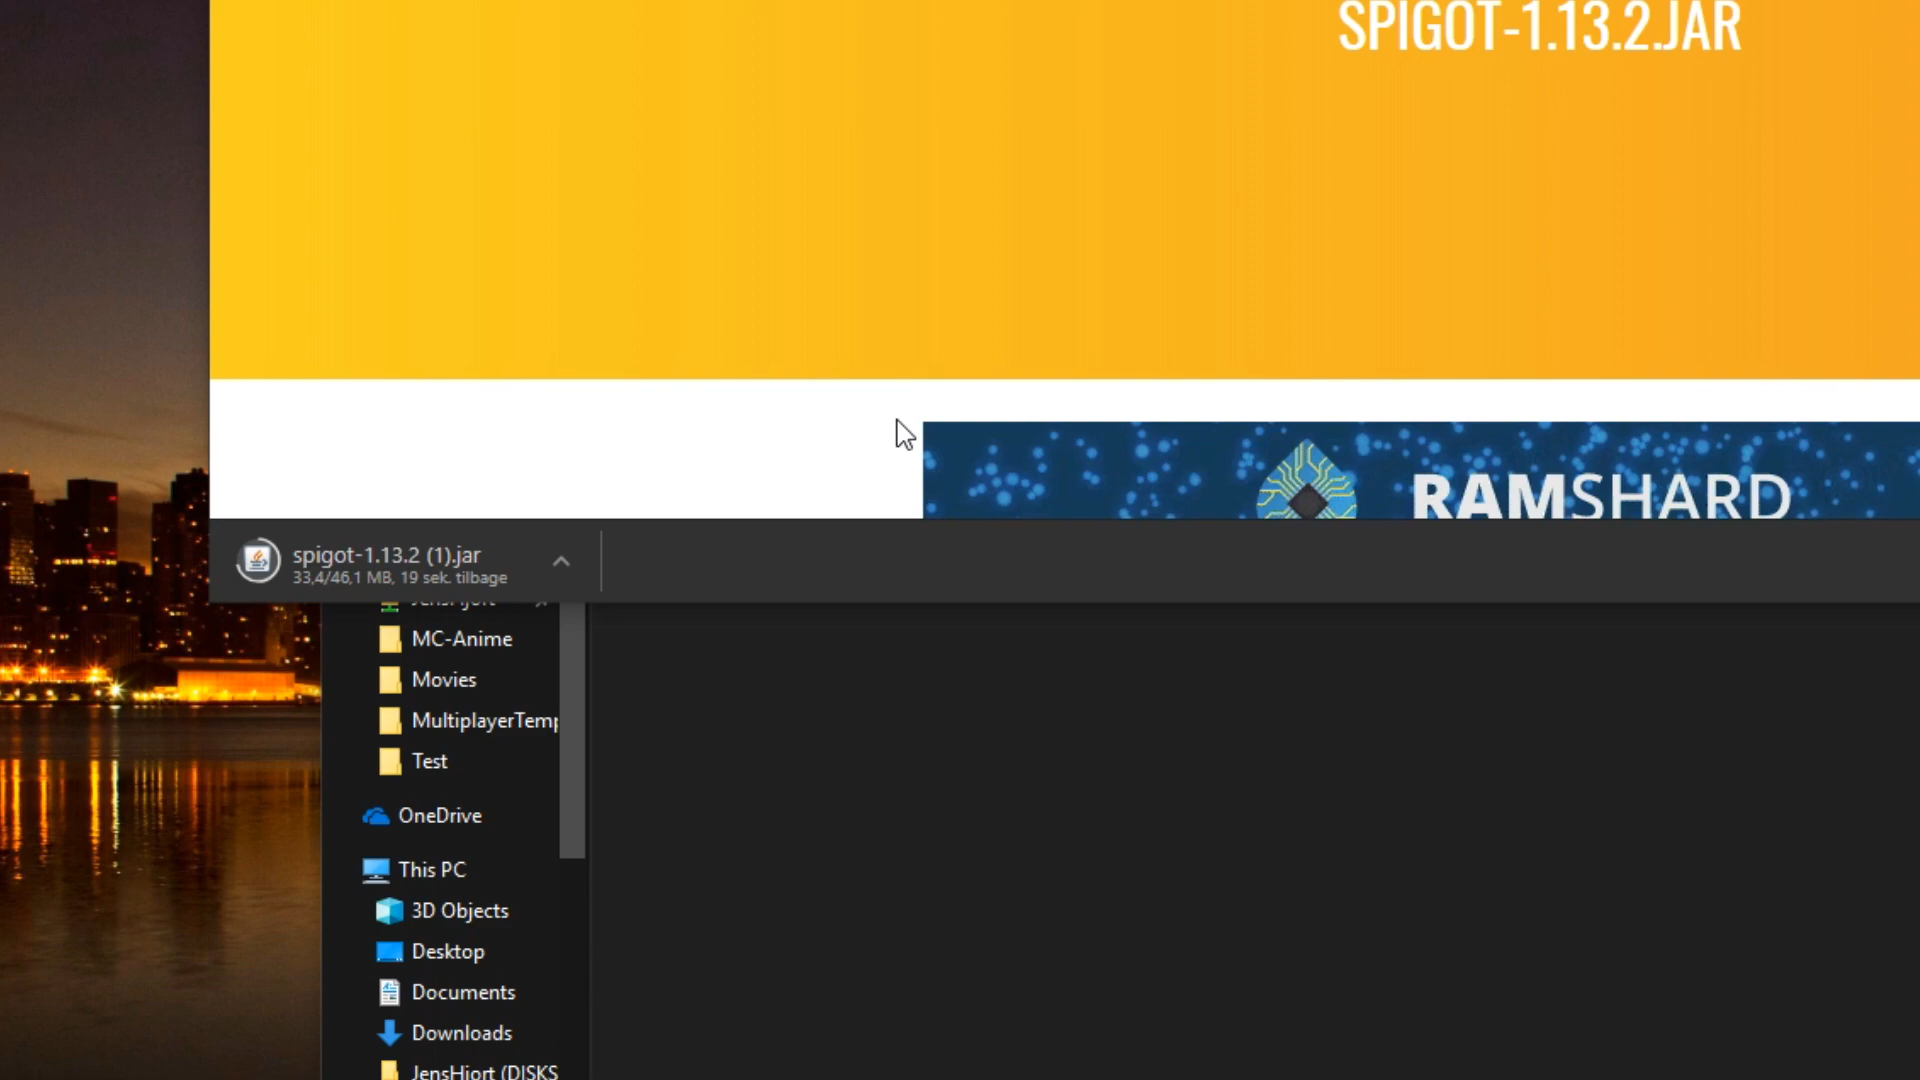 SPIGOT-1.13.2.JAR
RAMSHARD
spigot-1.13.2 (1).jar
33,4/46,1 MB, 19 sek. tilbage
MC-Anime
Movies
MultiplayerTemp
Test
OneDrive
This PC
3D Objects
Desktop
Documents
Downloads
JensHjort (DISKS